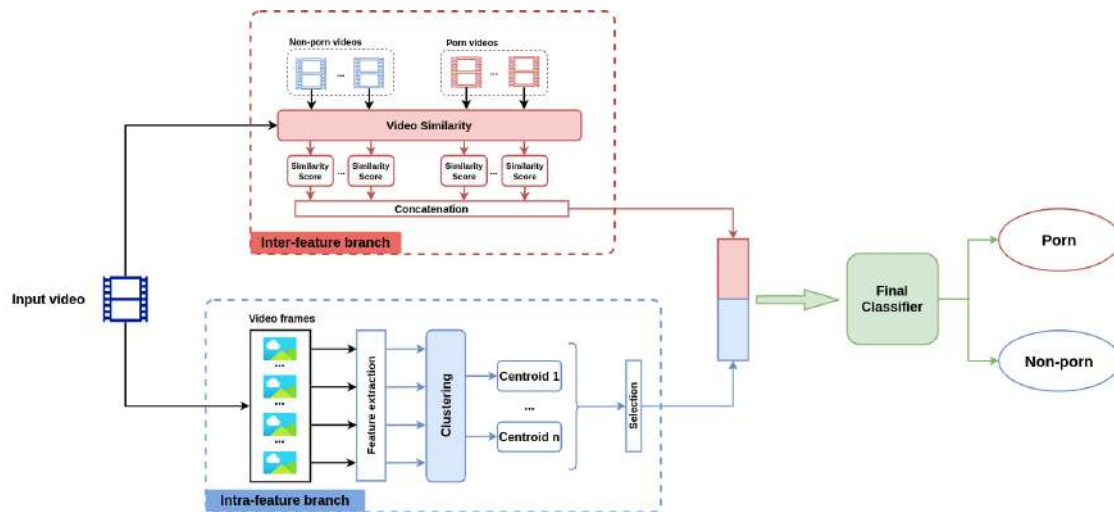 Non-porn videos
Porn videos
...
...
Video Similarity
Similarity
Score
...
Similarity
Score
Similarity
Score
...
Similarity
Score
Concatenation
Inter-feature branch
Input video
Video frames
...
...
Feature extraction
Clustering
Centroid 1
...
Centroid n
Selection
Intra-feature branch
Final
Classifier
Porn
Non-porn